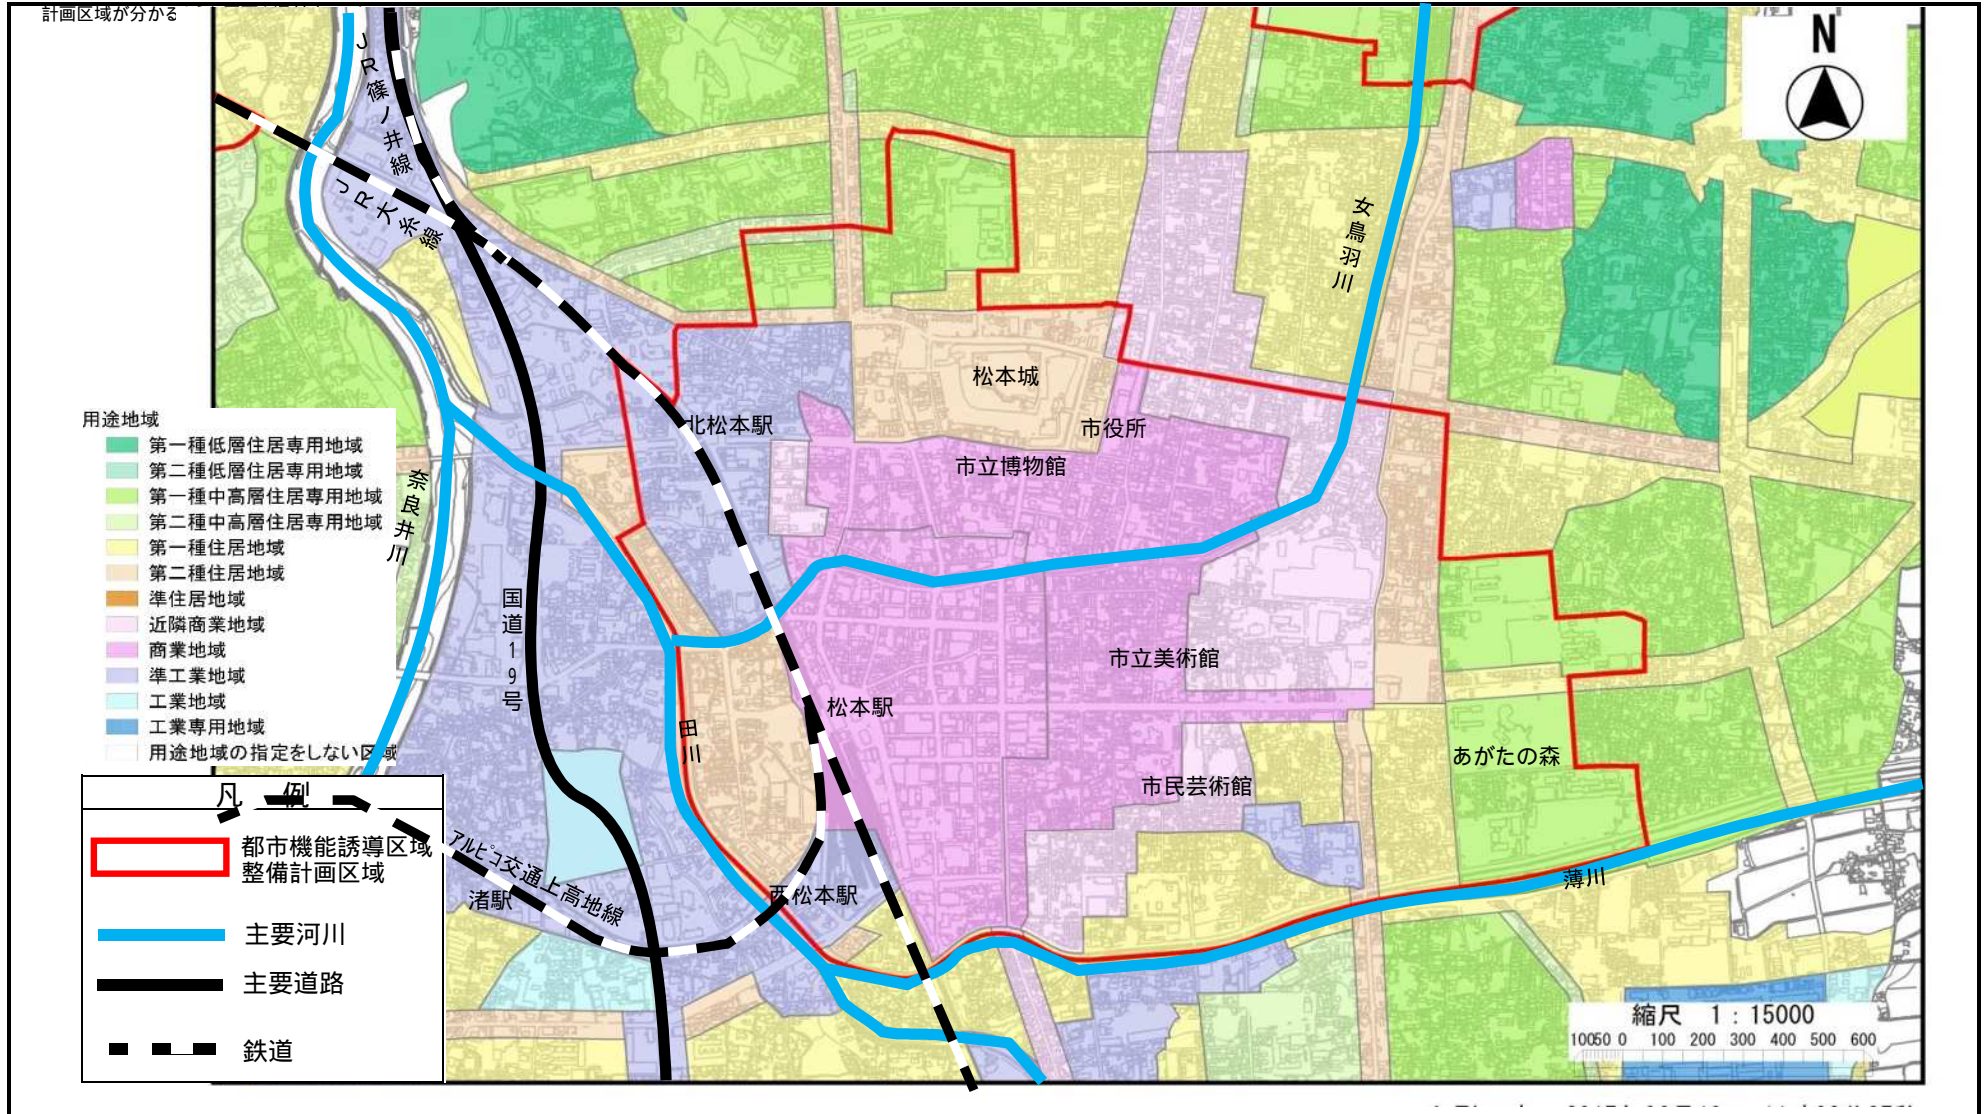 計画区域が分かる
N
JR篠ノ井線
JR大糸線
女鳥羽川
松本城
北松本駅
市役所
市立博物館
用途地域
第一種低層住居専用地域
第二種低層住居専用地域
第一種中高層住居専用地域
第二種中高層住居専用地域
第一種住居地域
第二種住居地域
準住居地域
近隣商業地域
商業地域
準工業地域
工業地域
工業専用地域
用途地域の指定をしない区域
奈良井川
国道19号
市立美術館
松本駅
田川
あがたの森
市民芸術館
凡 例
都市機能誘導区域
整備計画区域
主要河川
主要道路
鉄道
アルピコ交通上高地線
渚駅
西松本駅
薄川
縮尺 1:15000
10050 0 100 200 300 400 500 600